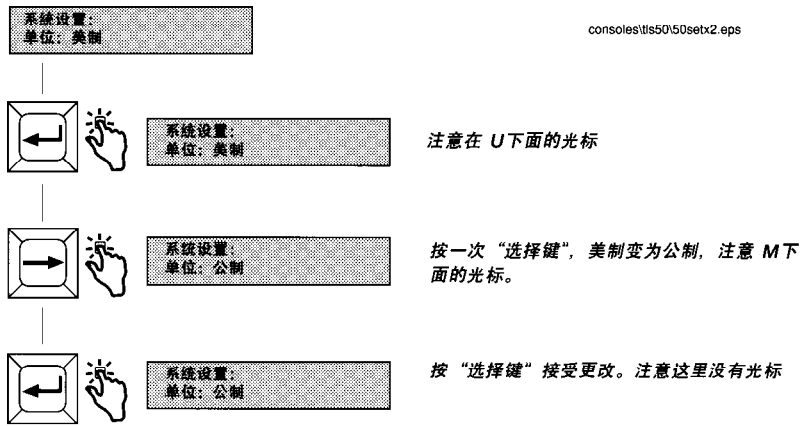 系统设置:
单位: 美制
consoles\tls50\50setx2.eps
系统设置:
单位: 美制
注意在 U下面的光标
系统设置:
单位: 公制
按一次“选择键”, 美制变为公制, 注意 M下
面的光标。
系统设置:
单位: 公制
按“选择键”接受更改。注意这里没有光标